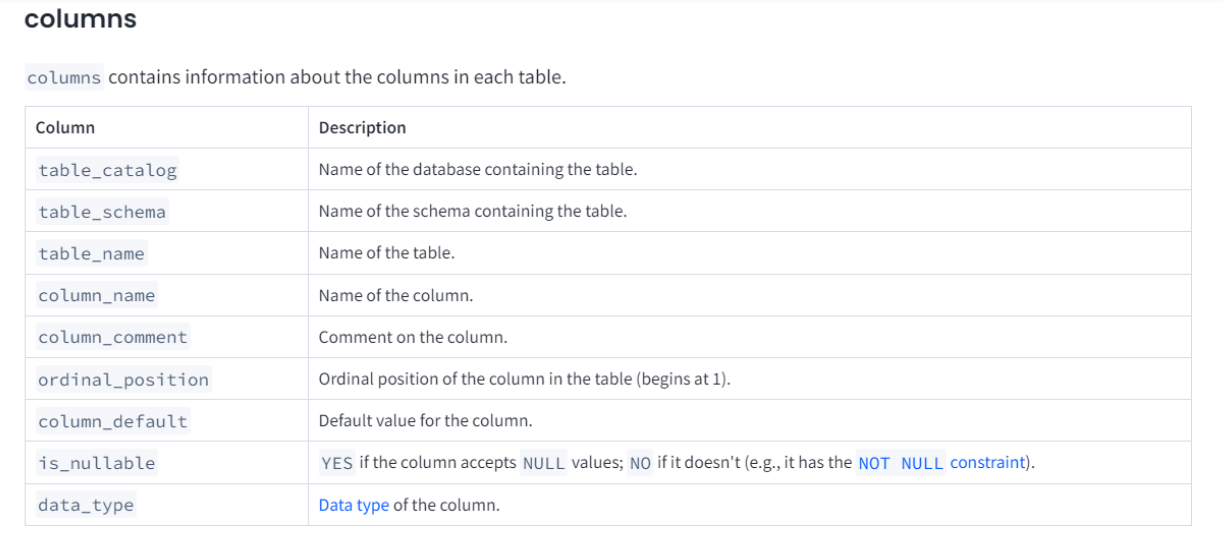 columns
columns contains information about the columns in each table.
Column Description
table_catalog Name of the database containing the table.
table_schema Name of the schema containing the table.
table_name Name of the table.
column_name Name of the column.
column_comment Comment on the column.
ordinal_position Ordinal position of the column in the table (begins at 1).
column_default Default value for the column.
is_nullable YES if the column accepts NULL values; NO if it doesn't (e.g., it has the NOT NULL constraint).
data_type Data type of the column.